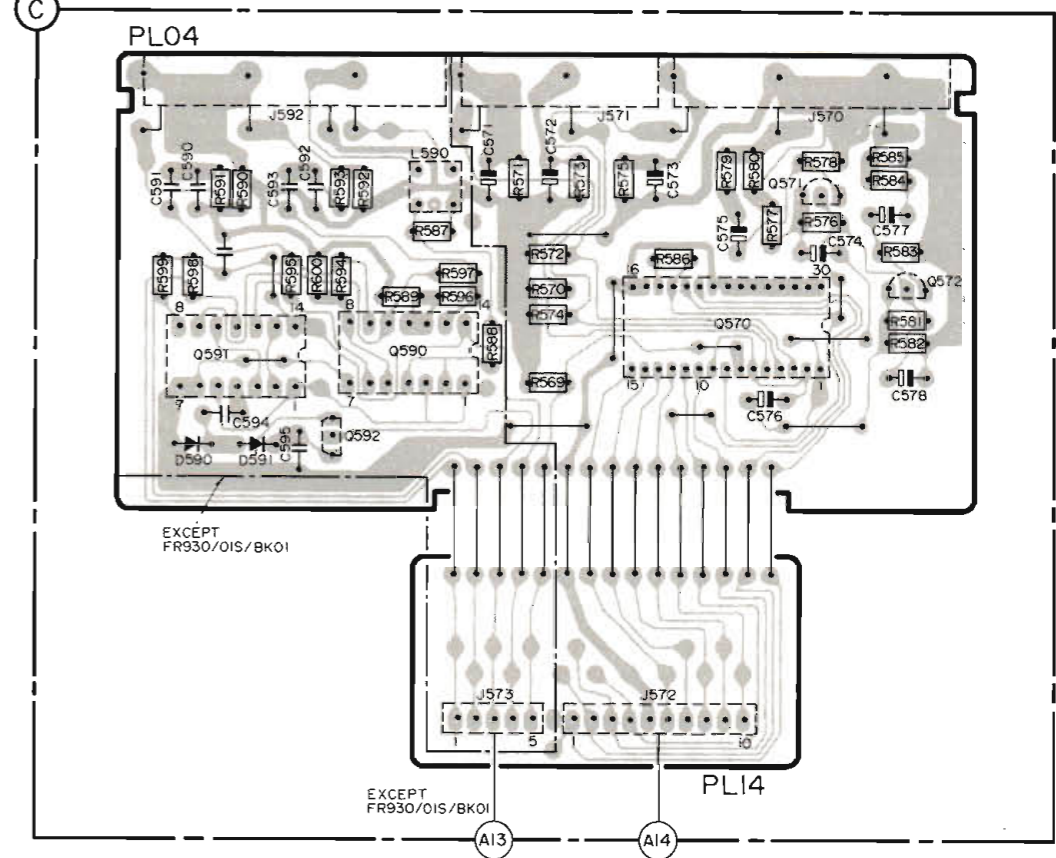 C
PL04
J592
J571
J570
C571
C572
C591
C590
R591
R590
C593
C592
R593
R592
L590
R571
R573
R575
C573
R579
R580
R578
Q571
R585
R584
R587
C575
R577
R576
C574
C577
R583
R599
R598
R595
R600
R594
R597
R589
R596
R572
R570
R574
R586
16
30
Q572
8
14
8
14
Q591
Q590
R588
Q570
R581
R582
7
1
7
1
R569
15
10
1
C576
C578
C594
C595
Q592
D590
D591
EXCEPT
FR930/01S/BK01
J573
J572
1
5
1
10
PL14
EXCEPT
FR930/01S/BK01
A13
A14